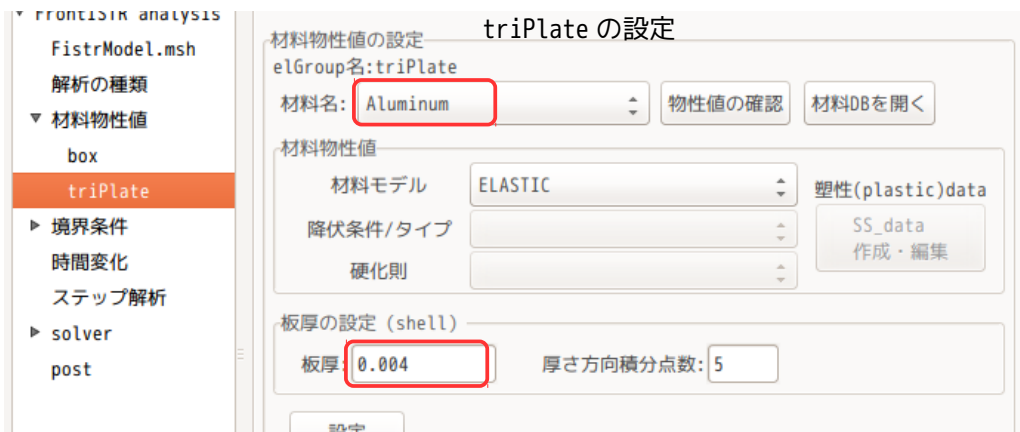 FrontISTR analysis
FistrModel.msh
解析の種類
材料物性値
box
triPlate
境界条件
時間変化
ステップ解析
solver
post
triPlate の設定
材料物性値の設定
elGroup名:triPlate
材料名: Aluminum 物性値の確認 材料DBを開く
材料物性値
材料モデル ELASTIC 塑性(plastic)data
降伏条件/タイプ SS_data
作成・編集
硬化則
板厚の設定 (shell)
板厚: 0.004 厚さ方向積分点数: 5
設定